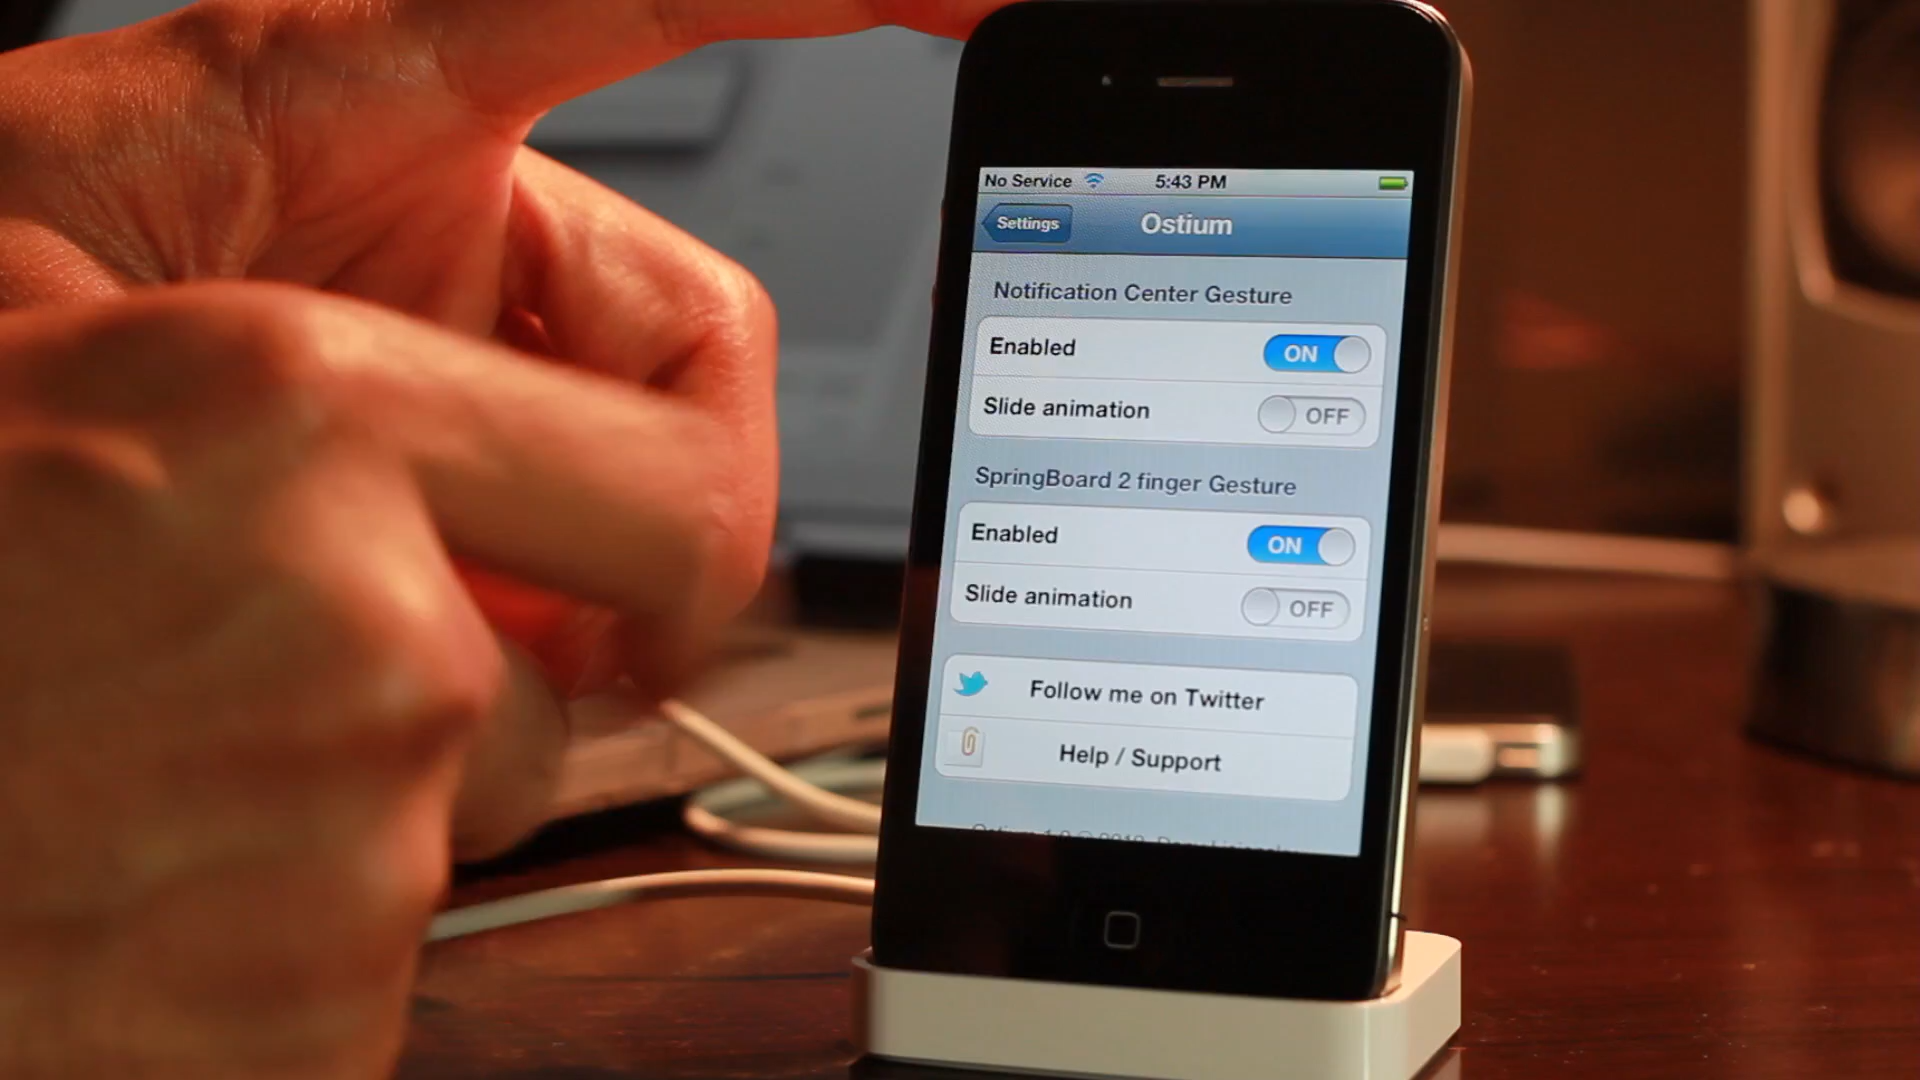 No Service 5:43 PM
Settings Ostium
Notification Center Gesture
Enabled ON
Slide animation OFF
SpringBoard 2 finger Gesture
Enabled ON
Slide animation OFF
Follow me on Twitter
Help / Support